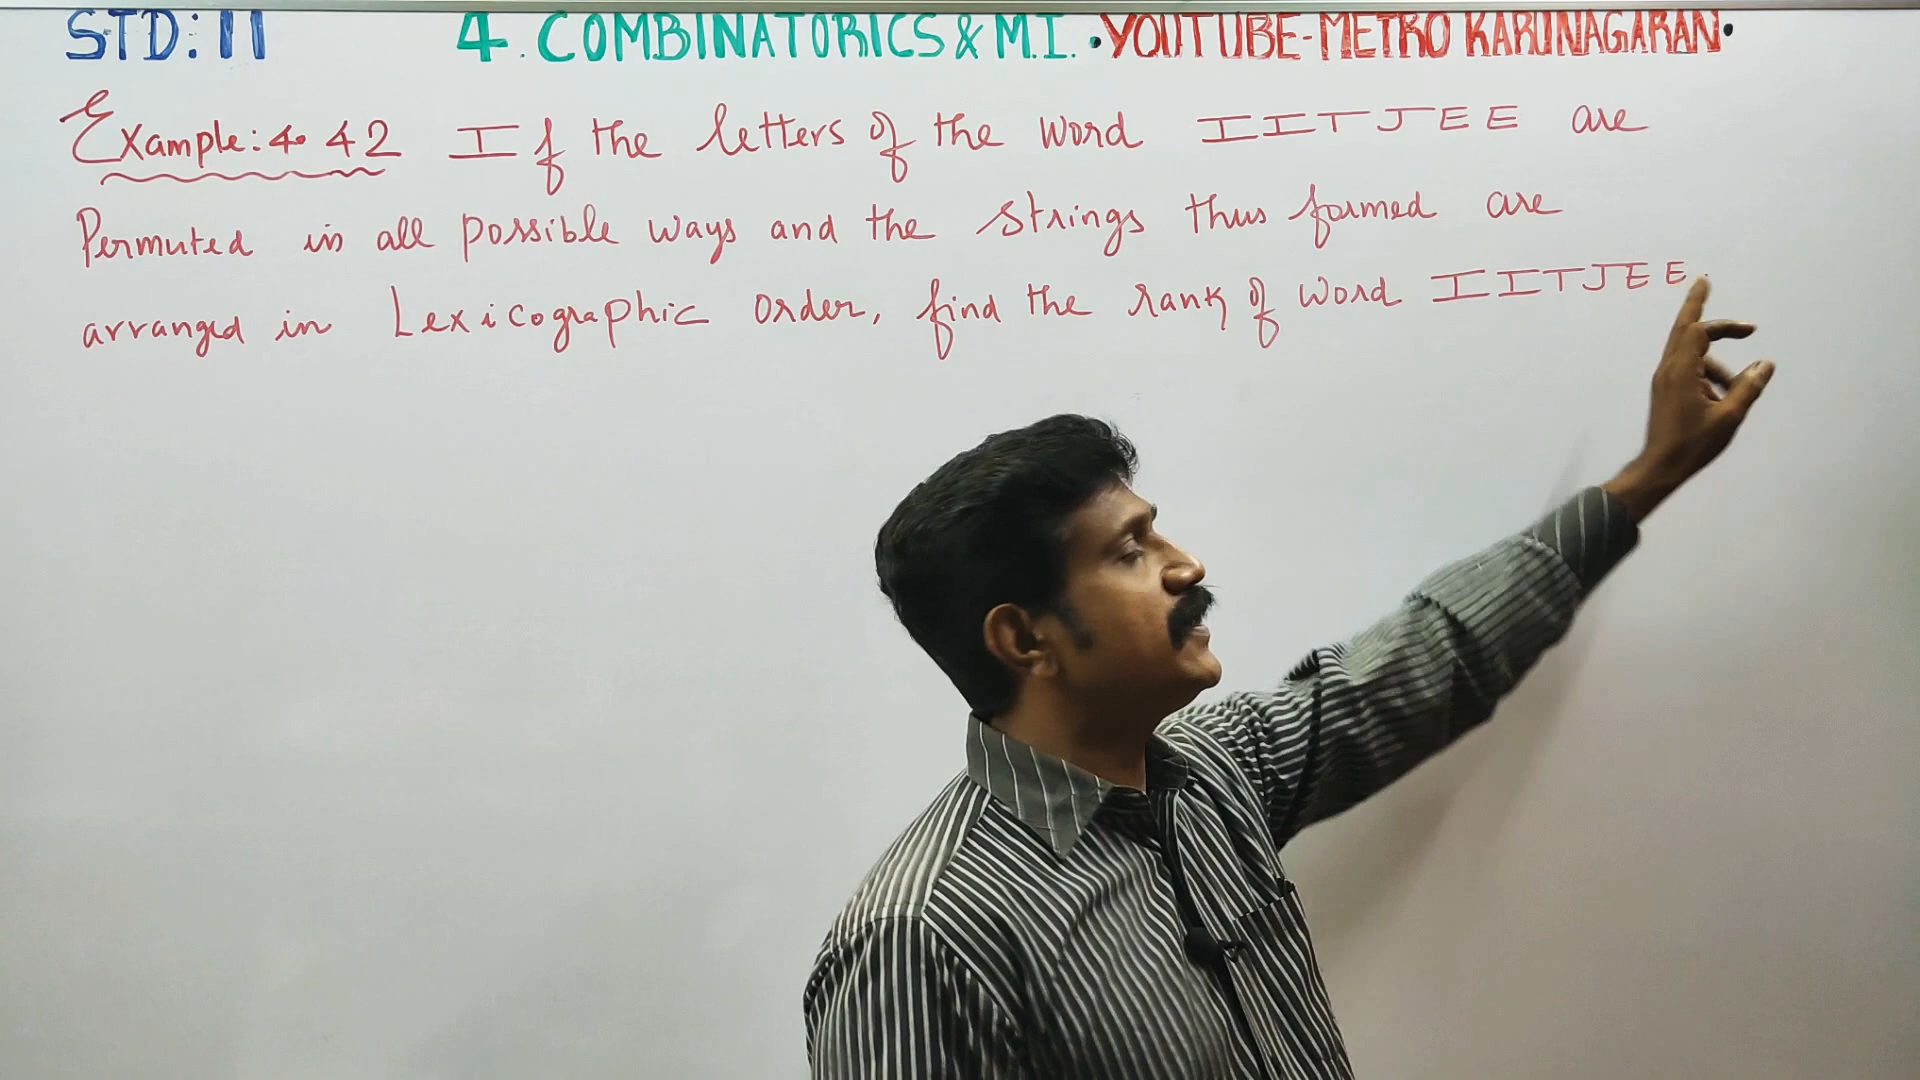 STD: 11 4. COMBINATORICS & M.I. • YOUTUBE-METRO KARUNAGARAN •
Example: 4.42 If the letters of the word IITJEE are
Permuted in all possible ways and the strings thus formed are
arranged in Lexicographic order, find the rank of word IITJEE.